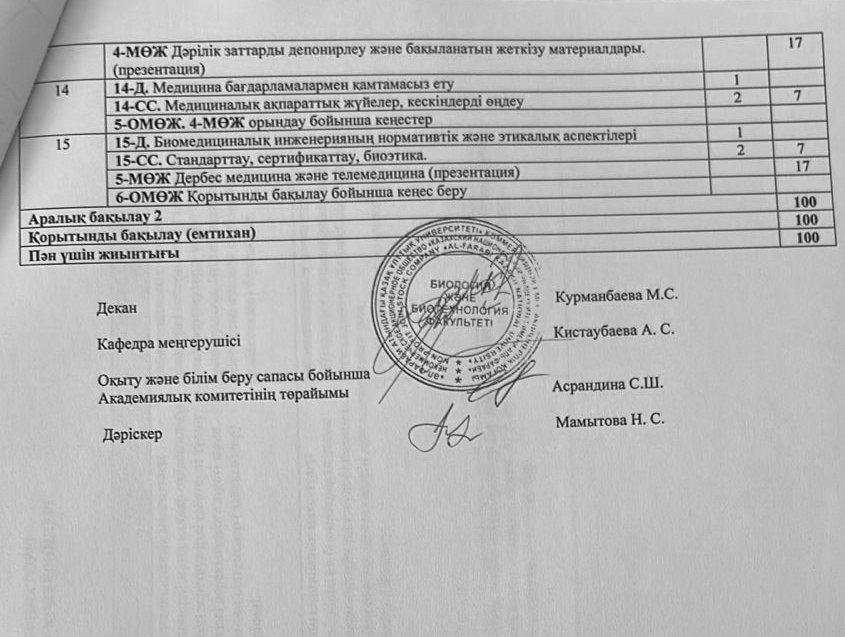 4-МӨЖ Дәрілік заттарды депонирлеу және бақыланатын жеткізу материалдары. 17
(презентация)
14 14-Д. Медицина бағдарламалармен қамтамасыз ету 1
14-СС. Медициналық ақпараттық жүйелер, кескіндерді өңдеу 2 7
5-ОМӨЖ. 4-МӨЖ орындау бойынша кеңестер
15 15-Д. Биомедициналық инженерияның нормативтік және этикалық аспектілері 1
15-СС. Стандарттау, сертификаттау, биоэтика. 2 7
5-МӨЖ Дербес медицина және телемедицина (презентация) 17
6-ОМӨЖ Қорытынды бақылау бойынша кеңес беру
Аралық бақылау 2 100
Қорытынды бақылау (емтихан) 100
Пән үшін жиынтығы 100
БИОЛОГИЯ
ЖӘНЕ
БИОТЕХНОЛОГИЯ
ФАКУЛЬТЕТІ
Декан Курманбаева М.С.
Кафедра меңгерушісі Кистаубаева А. С.
Оқыту және білім беру сапасы бойынша
Академиялық комитетінің төрайымы Асрандина С.Ш.
Дәріскер Мамытова Н. С.